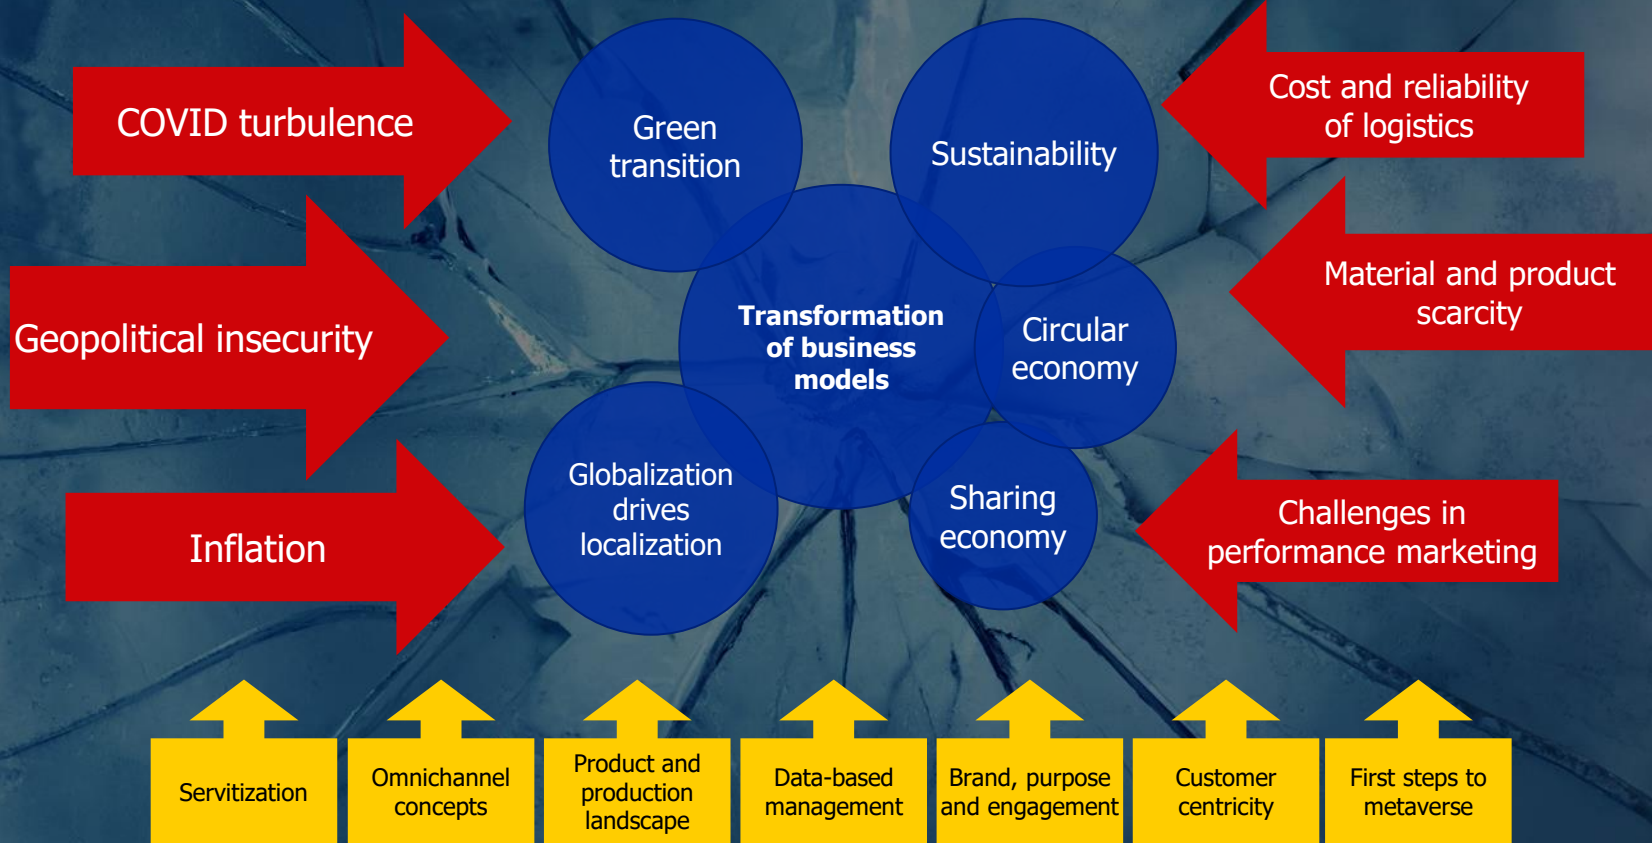 COVID turbulence
Green
transition
Sustainability
Cost and reliability
of logistics
Geopolitical insecurity
Transformation
of business
models
Circular
economy
Material and product
scarcity
Inflation
Globalization
drives
localization
Sharing
economy
Challenges in
performance marketing
Servitization
Omnichannel
concepts
Product and
production
landscape
Data-based
management
Brand, purpose
and engagement
Customer
centricity
First steps to
metaverse